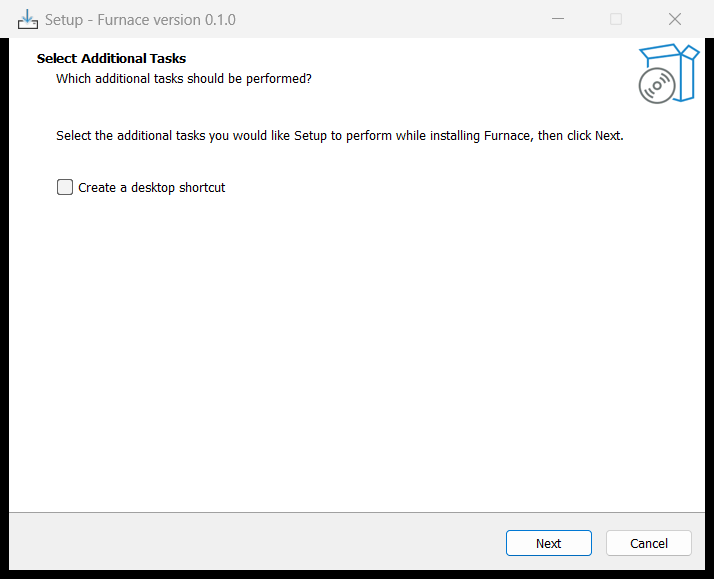 Setup - Furnace version 0.1.0
Select Additional Tasks
Which additional tasks should be performed?
Select the additional tasks you would like Setup to perform while installing Furnace, then click Next.
Create a desktop shortcut
Next
Cancel